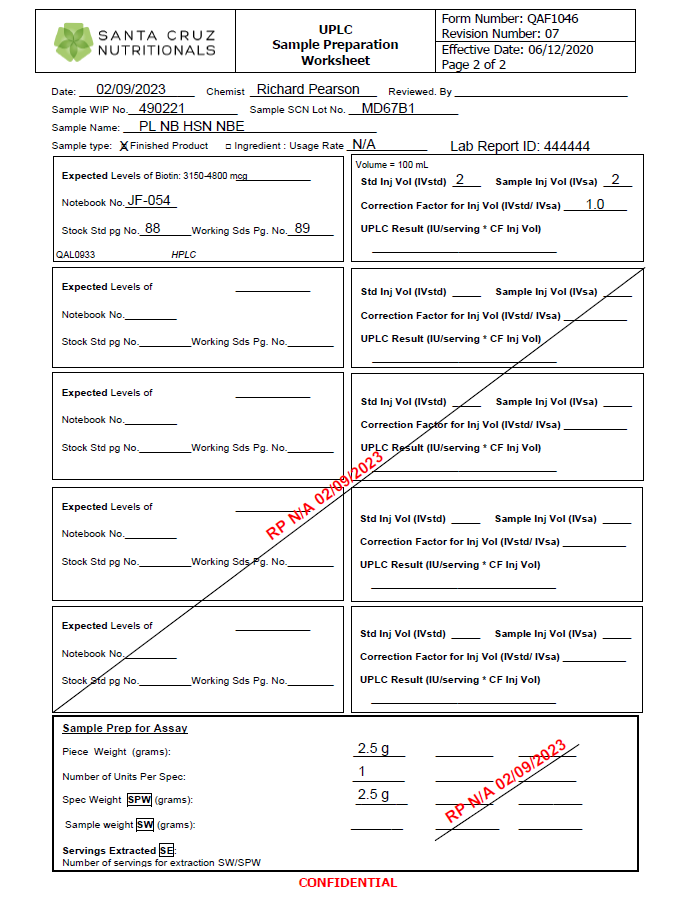 SANTA CRUZ
NUTRITIONALS
UPLC
Sample Preparation
Worksheet
Form Number: QAF1046
Revision Number: 07
Effective Date: 06/12/2020
Page 2 of 2
Date: 02/09/2023 Chemist Richard Pearson Reviewed. By
Sample WIP No. 490221 Sample SCN Lot No. MD67B1
Sample Name: PL NB HSN NBE
Sample type: X Finished Product □ Ingredient : Usage Rate N/A Lab Report ID: 444444
Expected Levels of Biotin: 3150-4800 mcg
Notebook No. JF-054
Stock Std pg No. 88 Working Sds Pg. No. 89
QAL0933 HPLC
Volume = 100 mL
Std Inj Vol (IVstd) 2 Sample Inj Vol (IVsa) 2
Correction Factor for Inj Vol (IVstd/ IVsa) 1.0
UPLC Result (IU/serving * CF Inj Vol)
Expected Levels of
Notebook No.
Stock Std pg No. Working Sds Pg. No.
Std Inj Vol (IVstd) Sample Inj Vol (IVsa)
Correction Factor for Inj Vol (IVstd/ IVsa)
UPLC Result (IU/serving * CF Inj Vol)
Expected Levels of
Notebook No.
Stock Std pg No. Working Sds Pg. No.
Std Inj Vol (IVstd) Sample Inj Vol (IVsa)
Correction Factor for Inj Vol (IVstd/ IVsa)
UPLC Result (IU/serving * CF Inj Vol)
RP N/A 02/09/2023
Expected Levels of
Notebook No.
Stock Std pg No. Working Sds Pg. No.
Std Inj Vol (IVstd) Sample Inj Vol (IVsa)
Correction Factor for Inj Vol (IVstd/ IVsa)
UPLC Result (IU/serving * CF Inj Vol)
Expected Levels of
Notebook No.
Stock Std pg No. Working Sds Pg. No.
Std Inj Vol (IVstd) Sample Inj Vol (IVsa)
Correction Factor for Inj Vol (IVstd/ IVsa)
UPLC Result (IU/serving * CF Inj Vol)
Sample Prep for Assay
Piece Weight (grams): 2.5 g
Number of Units Per Spec: 1
Spec Weight SPW (grams): 2.5 g
Sample weight SW (grams):
RP N/A 02/09/2023
Servings Extracted SE:
Number of servings for extraction SW/SPW
CONFIDENTIAL